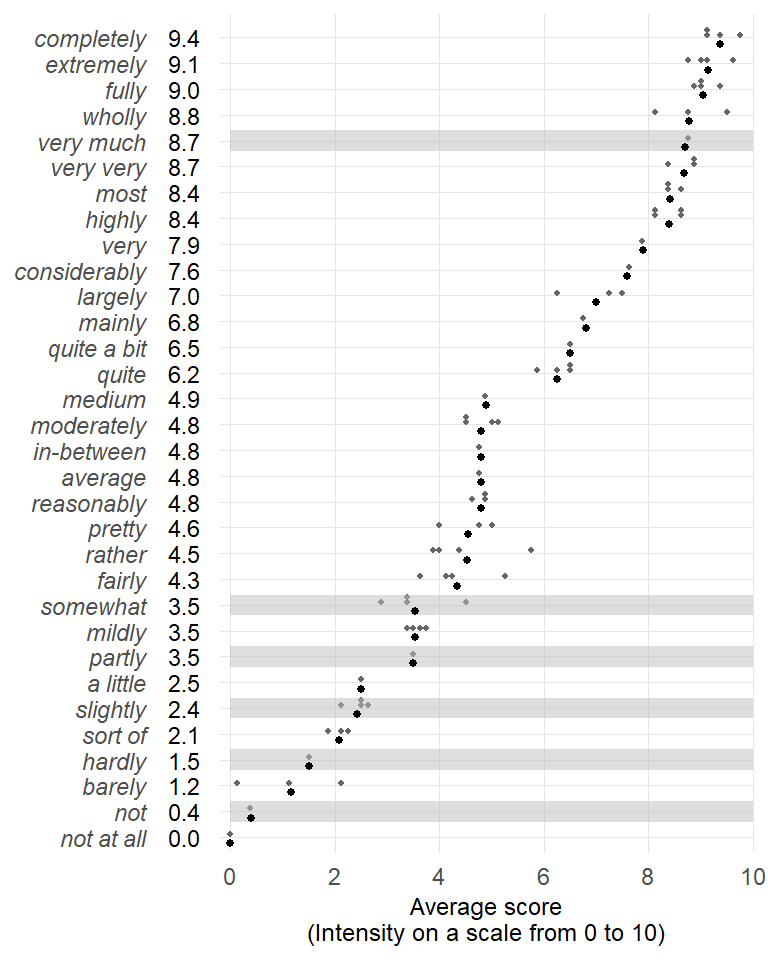 completely 9.4
extremely 9.1
fully 9.0
wholly 8.8
very much 8.7
very very 8.7
most 8.4
highly 8.4
very 7.9
considerably 7.6
largely 7.0
mainly 6.8
quite a bit 6.5
quite 6.2
medium 4.9
moderately 4.8
in-between 4.8
average 4.8
reasonably 4.8
pretty 4.6
rather 4.5
fairly 4.3
somewhat 3.5
mildly 3.5
partly 3.5
a little 2.5
slightly 2.4
sort of 2.1
hardly 1.5
barely 1.2
not 0.4
not at all 0.0
0 2 4 6 8 10
Average score
(Intensity on a scale from 0 to 10)